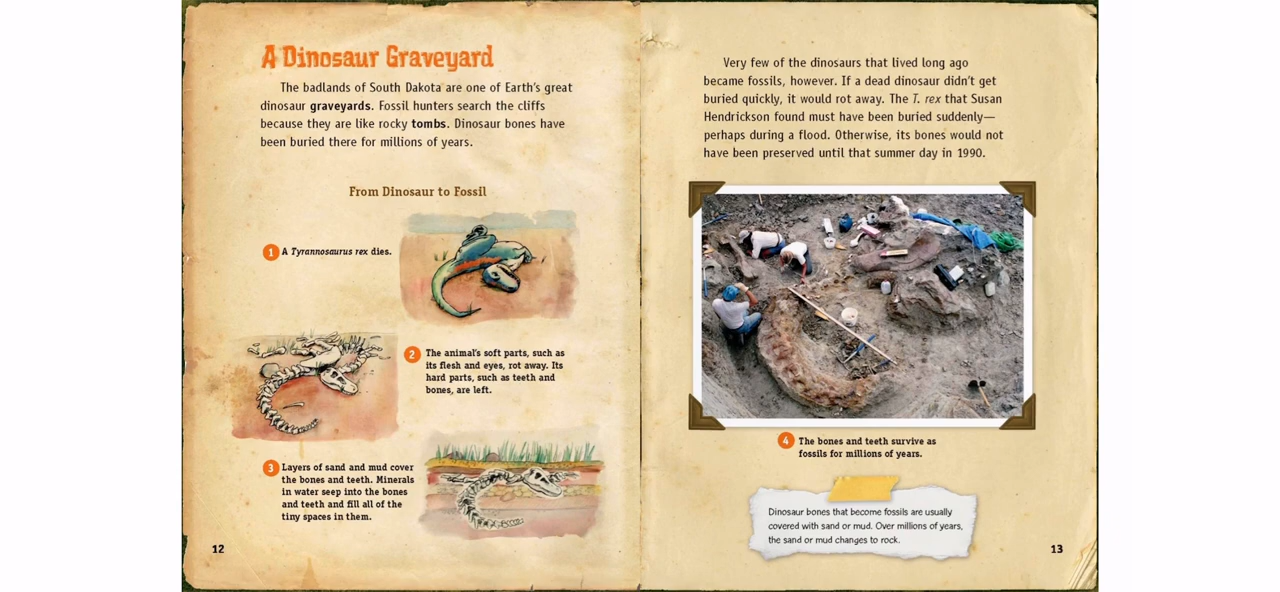 A Dinosaur Graveyard
The badlands of South Dakota are one of Earth's great
dinosaur graveyards. Fossil hunters search the cliffs
because they are like rocky tombs. Dinosaur bones have
been buried there for millions of years.
From Dinosaur to Fossil
1 A Tyrannosaurus rex dies.
2 The animal's soft parts, such as
its flesh and eyes, rot away. Its
hard parts, such as teeth and
bones, are left.
3 Layers of sand and mud cover
the bones and teeth. Minerals
in water seep into the bones
and teeth and fill all of the
tiny spaces in them.
12
Very few of the dinosaurs that lived long ago
became fossils, however. If a dead dinosaur didn't get
buried quickly, it would rot away. The T. rex that Susan
Hendrickson found must have been buried suddenly—
perhaps during a flood. Otherwise, its bones would not
have been preserved until that summer day in 1990.
4 The bones and teeth survive as
fossils for millions of years.
Dinosaur bones that become fossils are usually
covered with sand or mud. Over millions of years,
the sand or mud changes to rock.
13